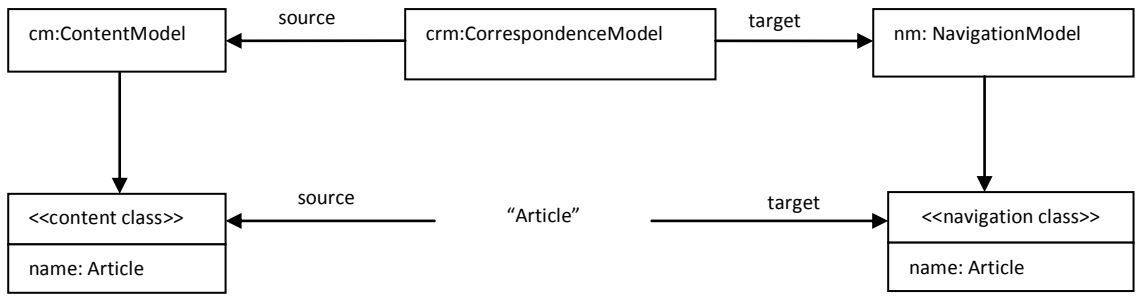 source
target
cm:ContentModel
crm:CorrespondenceModel
nm: NavigationModel
source
“Article”
target
<<content class>>
<<navigation class>>
name: Article
name: Article